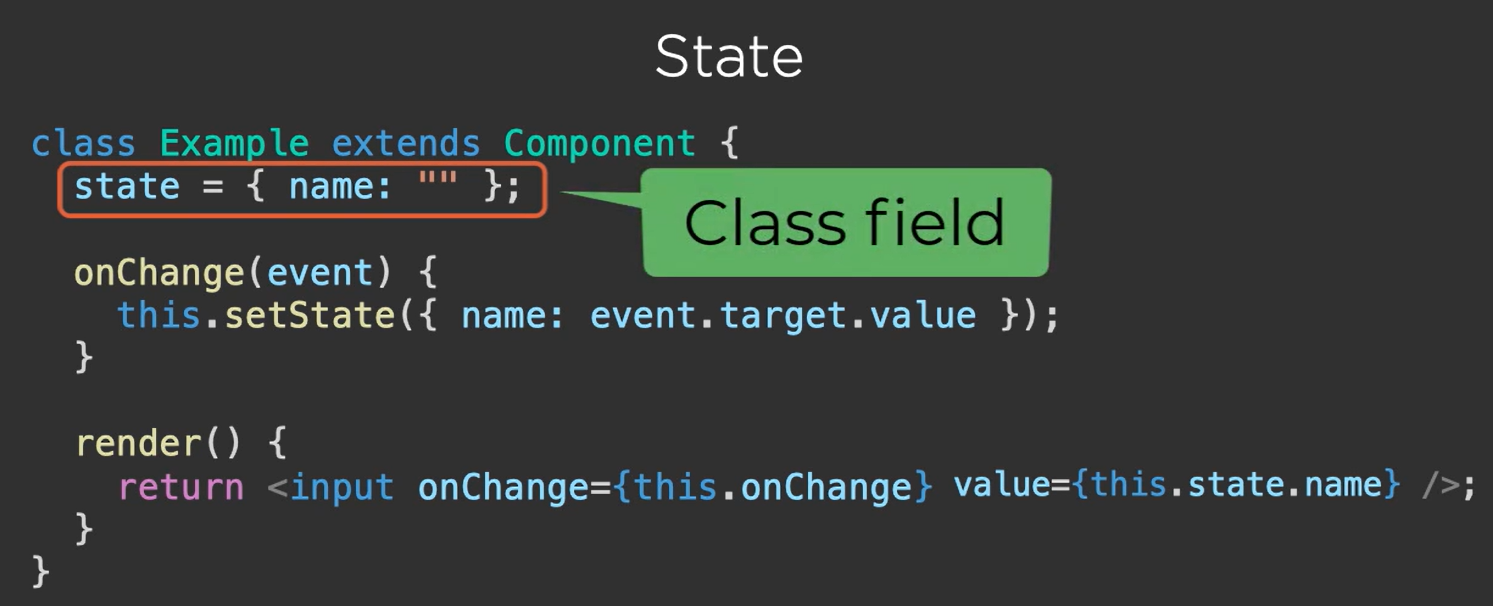 State
class Example extends Component {
state = { name: "" };
Class field
onChange(event) {
this.setState({ name: event.target.value });
}
render() {
return <input onChange={this.onChange} value={this.state.name} />;
}
}